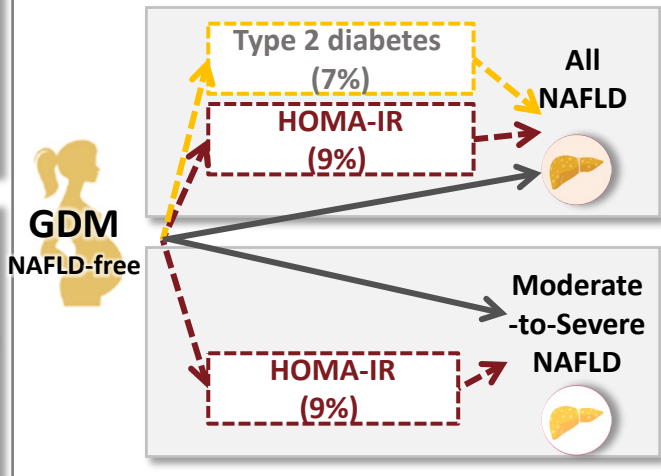 Type 2 diabetes
(7%)
All
NAFLD
HOMA-IR
(9%)
GDM
NAFLD-free
Moderate
-to-Severe
NAFLD
HOMA-IR
(9%)